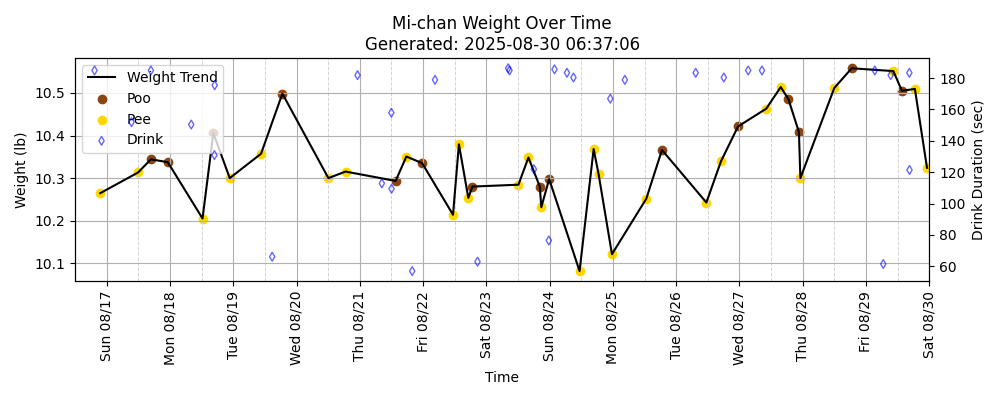 Mi-chan Weight Over Time
Generated: 2025-08-30 06:37:06
Weight Trend
Poo
Pee
Drink
Weight (lb)
10.5
10.4
10.3
10.2
10.1
Drink Duration (sec)
180
160
140
120
100
80
60
Sun 08/17
Mon 08/18
Tue 08/19
Wed 08/20
Thu 08/21
Fri 08/22
Sat 08/23
Sun 08/24
Mon 08/25
Tue 08/26
Wed 08/27
Thu 08/28
Fri 08/29
Sat 08/30
Time